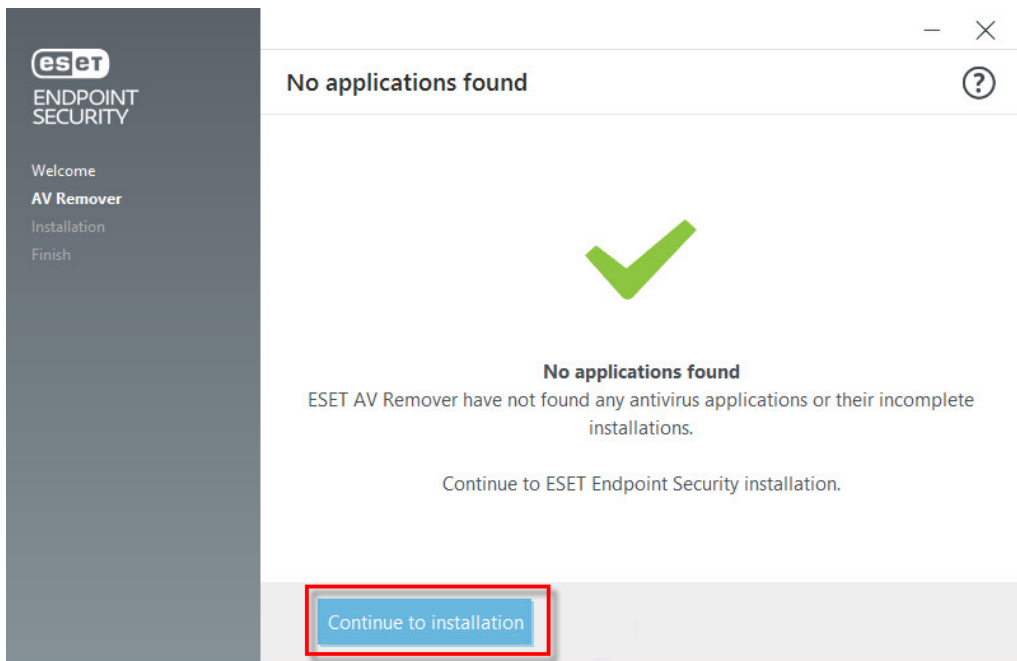 eset
ENDPOINT
SECURITY
Welcome
AV Remover
Installation
Finish
No applications found
?
No applications found
ESET AV Remover have not found any antivirus applications or their incomplete
installations.
Continue to ESET Endpoint Security installation.
Continue to installation